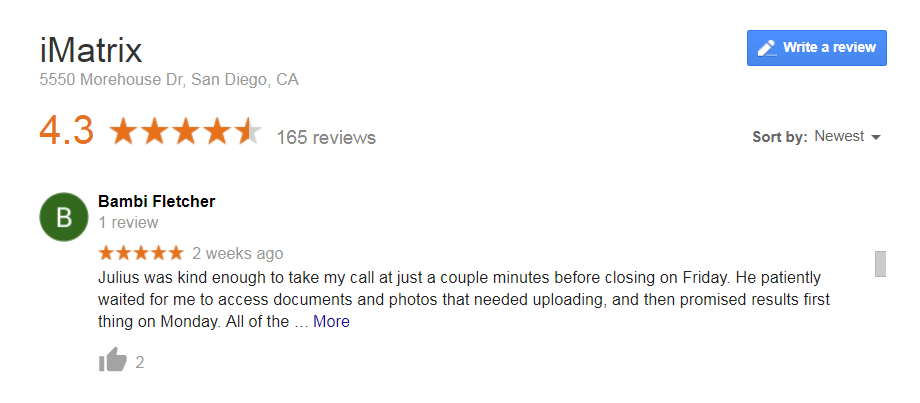 iMatrix
Write a review
5550 Morehouse Dr, San Diego, CA
4.3
165 reviews
Sort by: Newest
B
Bambi Fletcher
1 review
2 weeks ago
Julius was kind enough to take my call at just a couple minutes before closing on Friday. He patiently
waited for me to access documents and photos that needed uploading, and then promised results first
thing on Monday. All of the … More
2